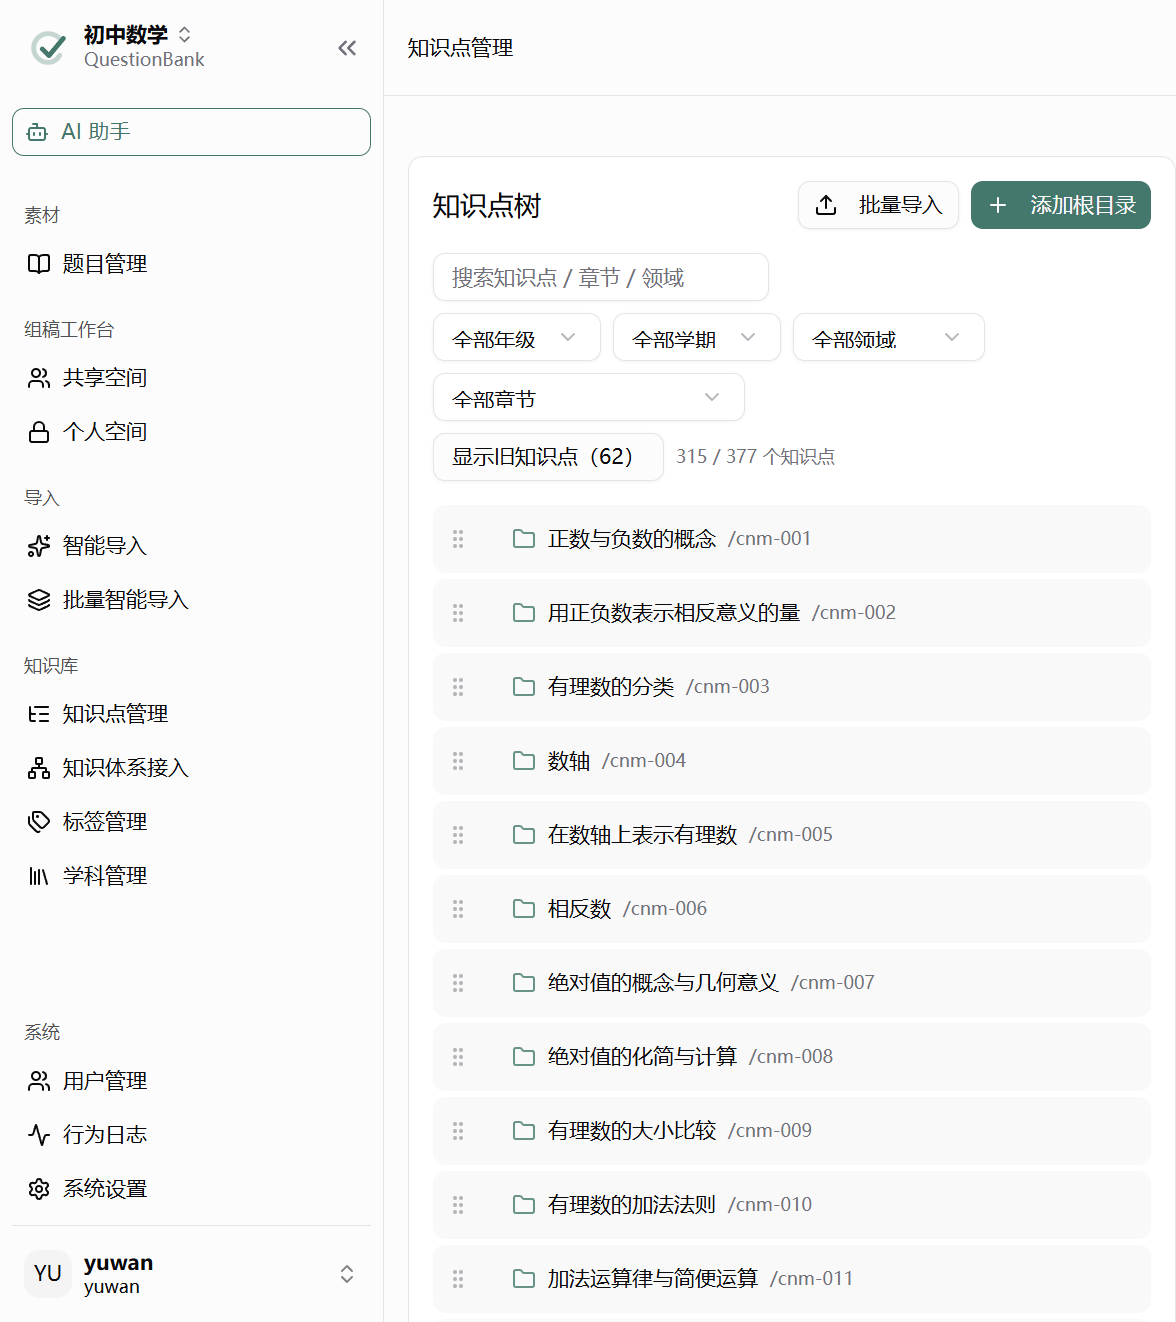 初中数学
QuestionBank
AI 助手
素材
题目管理
组稿工作台
共享空间
个人空间
导入
智能导入
批量智能导入
知识库
知识点管理
知识体系接入
标签管理
学科管理
系统
用户管理
行为日志
系统设置
YU
yuwan
yuwan
知识点管理
知识点树
批量导入
添加根目录
搜索知识点 / 章节 / 领域
全部年级 全部学期 全部领域
全部章节
显示旧知识点（62） 315 / 377 个知识点
正数与负数的概念 /cnm-001
用正负数表示相反意义的量 /cnm-002
有理数的分类 /cnm-003
数轴 /cnm-004
在数轴上表示有理数 /cnm-005
相反数 /cnm-006
绝对值的概念与几何意义 /cnm-007
绝对值的化简与计算 /cnm-008
有理数的大小比较 /cnm-009
有理数的加法法则 /cnm-010
加法运算律与简便运算 /cnm-011